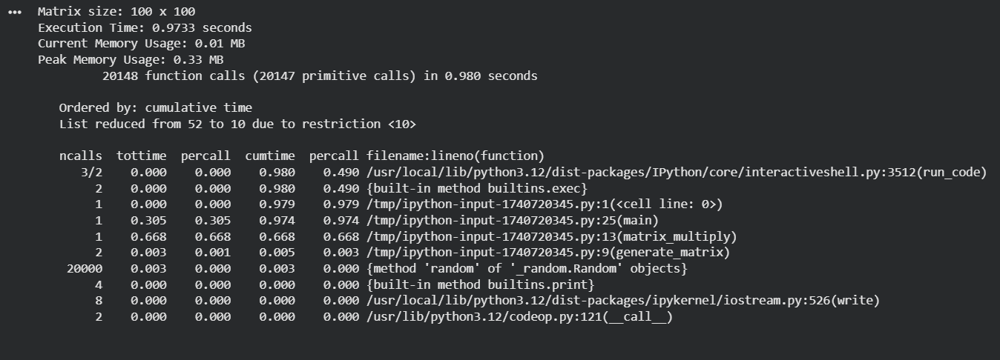 ••• Matrix size: 100 x 100
Execution Time: 0.9733 seconds
Current Memory Usage: 0.01 MB
Peak Memory Usage: 0.33 MB
20148 function calls (20147 primitive calls) in 0.980 seconds
Ordered by: cumulative time
List reduced from 52 to 10 due to restriction <10>
ncalls tottime percall cumtime percall filename:lineno(function)
3/2 0.000 0.000 0.980 0.490 /usr/local/lib/python3.12/dist-packages/IPython/core/interactiveshell.py:3512(run_code)
2 0.000 0.000 0.980 0.490 {built-in method builtins.exec}
1 0.000 0.000 0.979 0.979 /tmp/ipython-input-1740720345.py:1(<cell line: 0>)
1 0.305 0.305 0.974 0.974 /tmp/ipython-input-1740720345.py:25(main)
1 0.668 0.668 0.668 0.668 /tmp/ipython-input-1740720345.py:13(matrix_multiply)
2 0.003 0.001 0.005 0.003 /tmp/ipython-input-1740720345.py:9(generate_matrix)
20000 0.003 0.000 0.003 0.000 {method 'random' of '_random.Random' objects}
4 0.000 0.000 0.000 0.000 {built-in method builtins.print}
8 0.000 0.000 0.000 0.000 /usr/local/lib/python3.12/dist-packages/ipykernel/iostream.py:526(write)
2 0.000 0.000 0.000 0.000 /usr/lib/python3.12/codeop.py:121(__call__)